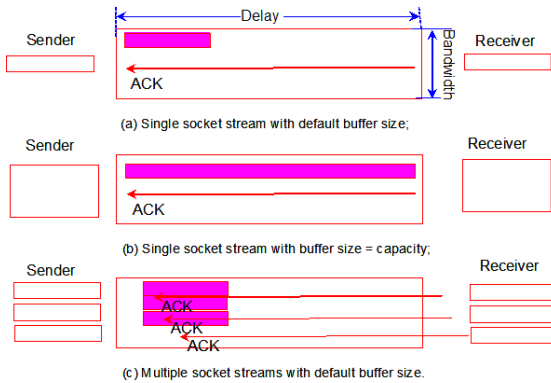 Delay
Sender
Receiver
Bandwidth
ACK
(a) Single socket stream with default buffer size;
Sender
Receiver
ACK
(b) Single socket stream with buffer size = capacity;
Sender
Receiver
ACK
ACK
ACK
(c) Multiple socket streams with default buffer size.